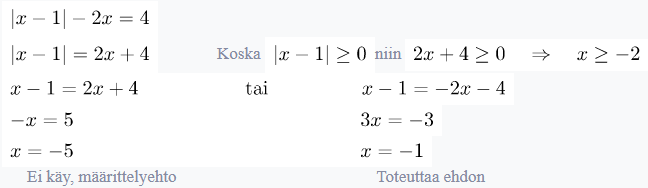 |x − 1| − 2x = 4
|x − 1| = 2x + 4 Koska |x − 1| ≥ 0 niin 2x + 4 ≥ 0 ⇒ x ≥ −2
x − 1 = 2x + 4 tai x − 1 = −2x − 4
−x = 5 3x = −3
x = −5 x = −1
Ei käy, määrittelyehto Toteuttaa ehdon